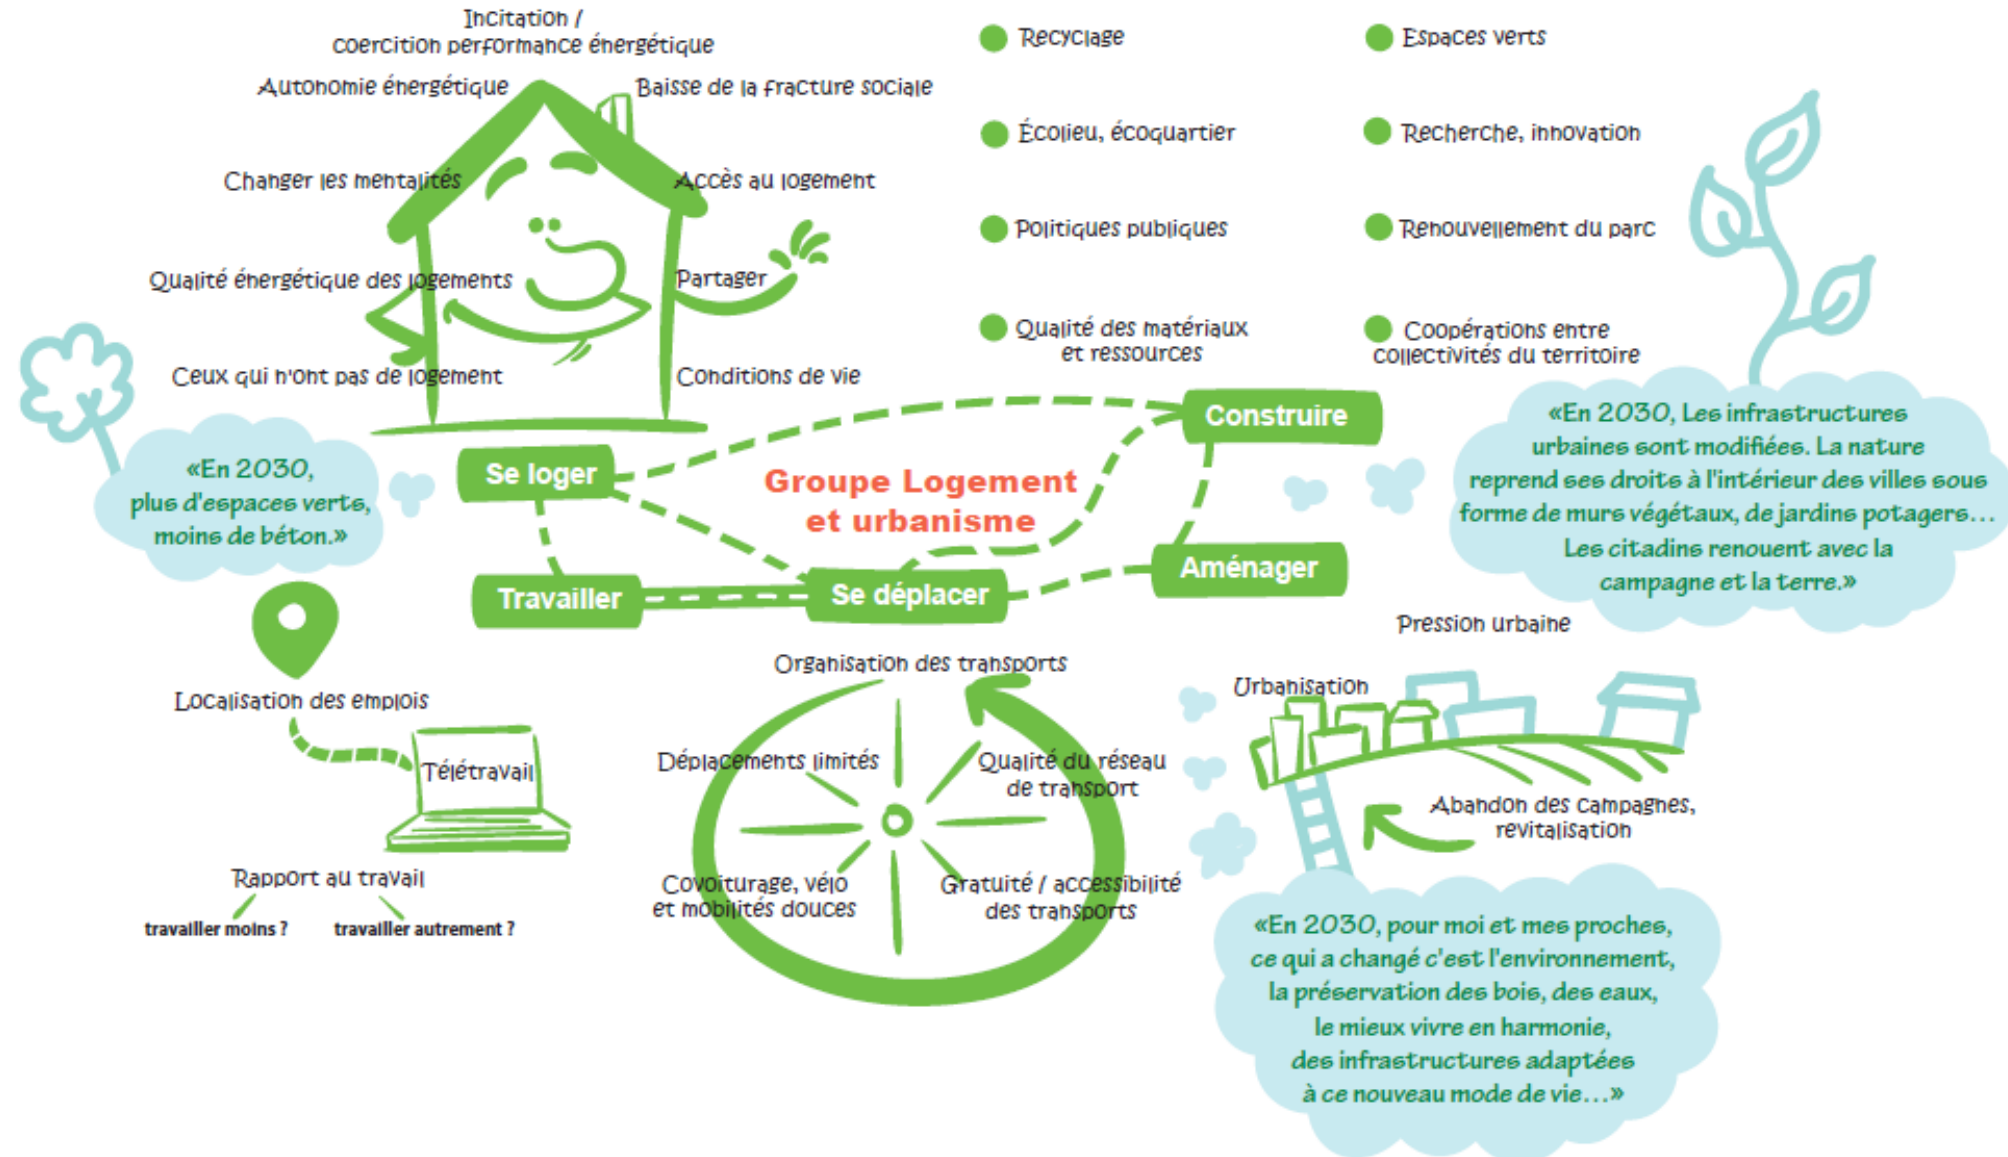 Incitation /
coercition performance énergétique
Autonomie énergétique
Baisse de la fracture sociale
Changer les mentalités
Accès au logement
Qualité énergétique des logements
Partager
Ceux qui n'ont pas de logement
Conditions de vie
Recyclage
Espaces verts
Écolieu, écoquartier
Recherche, innovation
Politiques publiques
Renouvellement du parc
Qualité des matériaux
et ressources
Coopérations entre
collectivités du territoire
«En 2030,
plus d'espaces verts,
moins de béton.»
Se loger
Groupe Logement
et urbanisme
Construire
Travailler
Se déplacer
Aménager
«En 2030, Les infrastructures
urbaines sont modifiées. La nature
reprend ses droits à l'intérieur des villes sous
forme de murs végétaux, de jardins potagers...
Les citadins renouent avec la
campagne et la terre.»
Localisation des emplois
Télétravail
Rapport au travail
travailler moins ?
travailler autrement ?
Organisation des transports
Déplacements limités
Qualité du réseau
de transport
Covoiturage, vélo
et mobilités douces
Gratuité / accessibilité
des transports
Pression urbaine
Urbanisation
Abandon des campagnes,
revitalisation
«En 2030, pour moi et mes proches,
ce qui a changé c'est l'environnement,
la préservation des bois, des eaux,
le mieux vivre en harmonie,
des infrastructures adaptées
à ce nouveau mode de vie...»